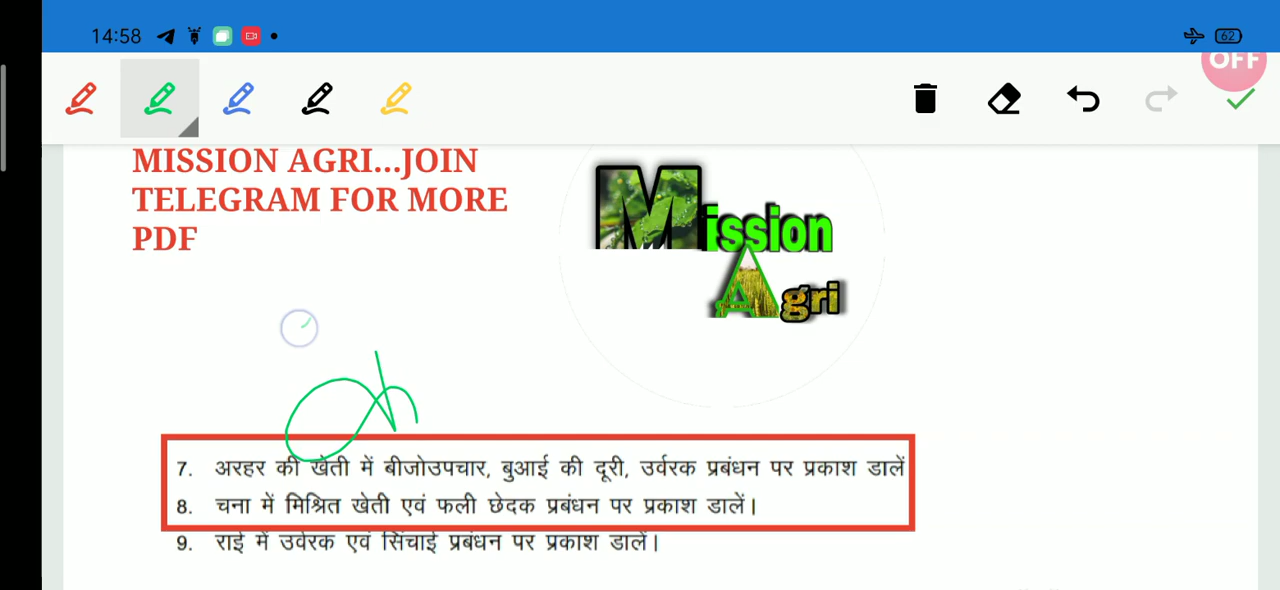 14:58
62
OFF
MISSION AGRI...JOIN
TELEGRAM FOR MORE
PDF
Mission
Agri
7. अरहर की खेती में बीजोउपचार, बुआई की दूरी, उर्वरक प्रबंधन पर प्रकाश डालें
8. चना में मिश्रित खेती एवं फली छेदक प्रबंधन पर प्रकाश डालें।
9. राई में उर्वरक एवं सिंचाई प्रबंधन पर प्रकाश डालें।